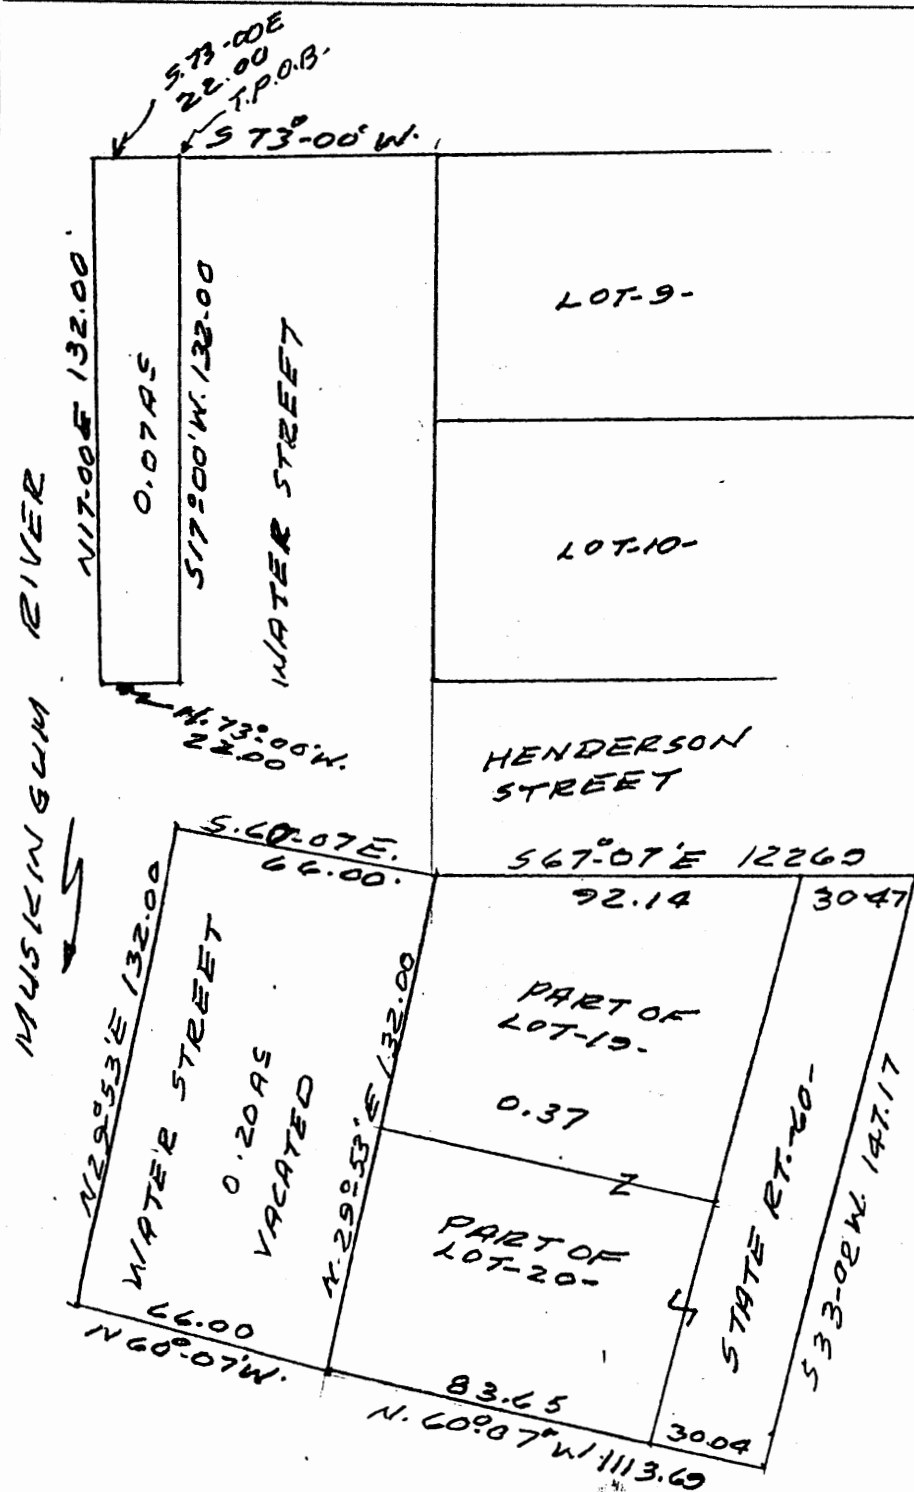 S.73-00E
22.00
T.P.O.B.
S 73°-00' W.
N17-00E 132.00'
0.07AS
S17°00'W. 132-00
WATER STREET
LOT-9-
LOT-10-
MUSKINGUM RIVER
N.73°00'W.
22.00
HENDERSON
STREET
S.60-07E.
66.00.
S67°-07'E 12269
92.14
30.47
N29°53'E 132.00
WATER STREET
0.20AS
VACATED
N.29°53'E 132.00
PART OF
LOT-19-
0.37
PART OF
LOT-20-
STATE RT.-60-
S33-02W. 147.17
66.00
N60°-07'W.
83.65
30.04
N.60°07"W.1113.69